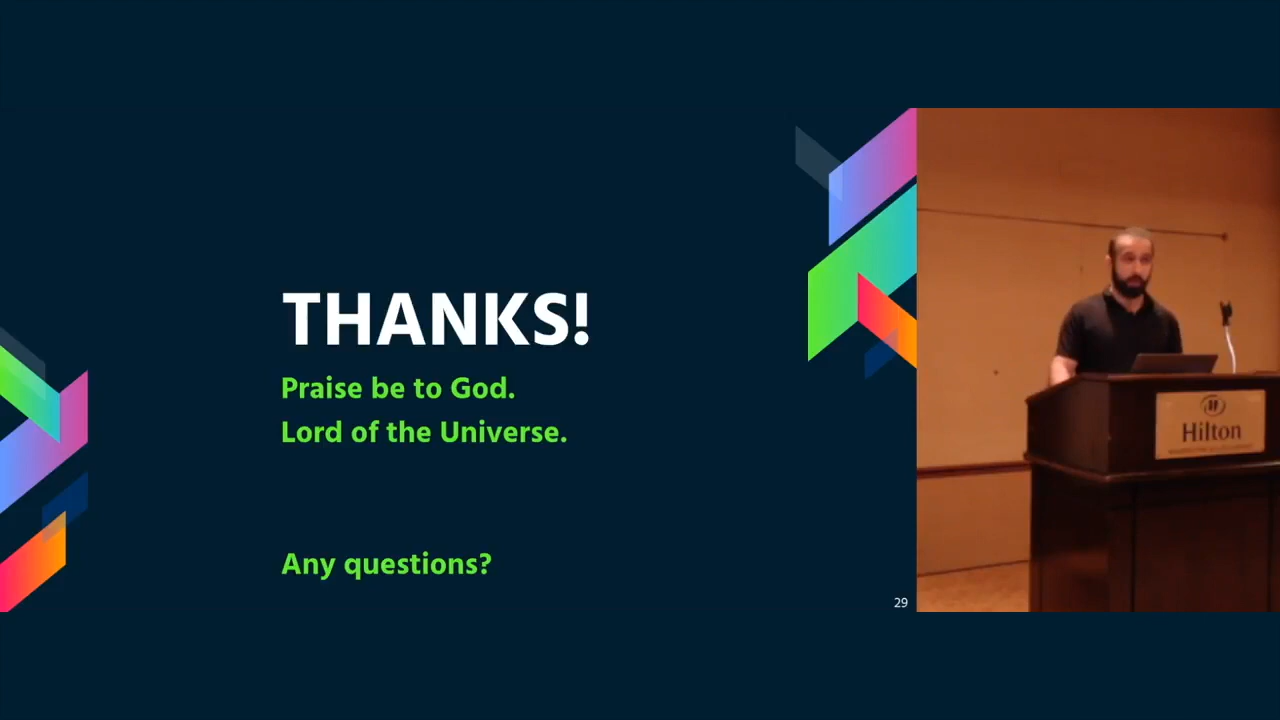 THANKS!
Praise be to God.
Lord of the Universe.
Any questions?
29
Hilton